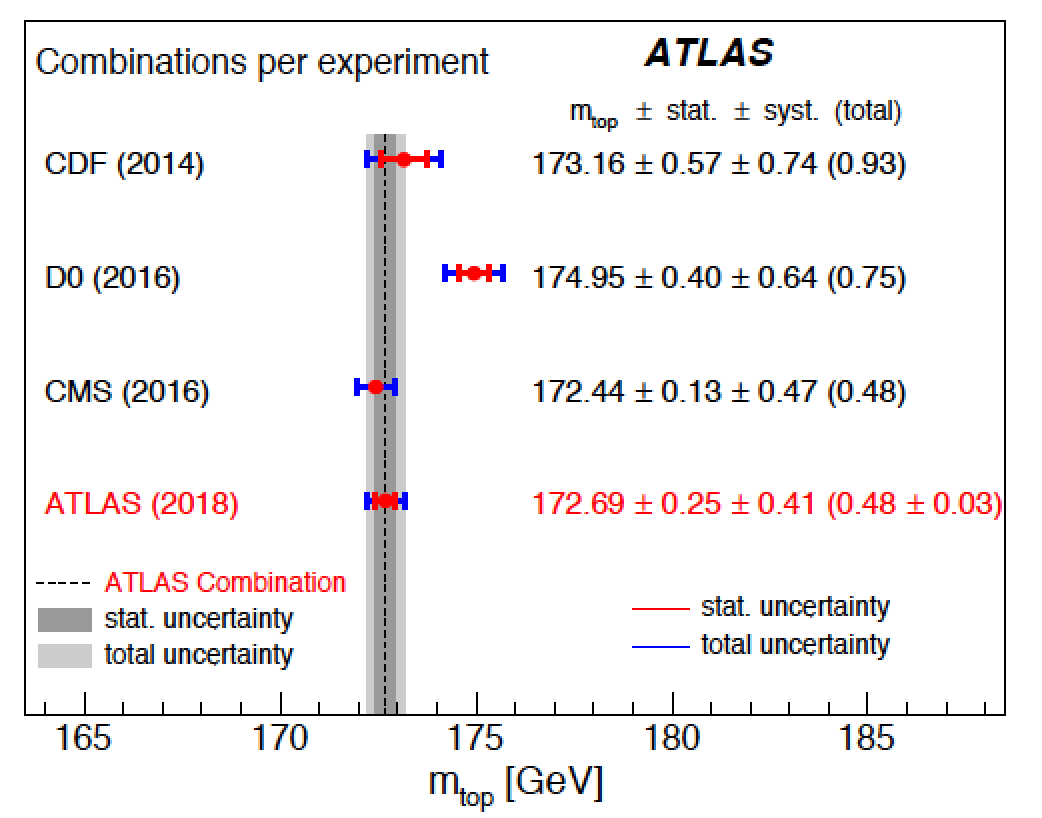 Combinations per experiment
ATLAS
m_top ± stat. ± syst. (total)
CDF (2014) 173.16 ± 0.57 ± 0.74 (0.93)
D0 (2016) 174.95 ± 0.40 ± 0.64 (0.75)
CMS (2016) 172.44 ± 0.13 ± 0.47 (0.48)
ATLAS (2018) 172.69 ± 0.25 ± 0.41 (0.48 ± 0.03)
ATLAS Combination
stat. uncertainty
total uncertainty
stat. uncertainty
total uncertainty
165 170 175 180 185
m_top [GeV]